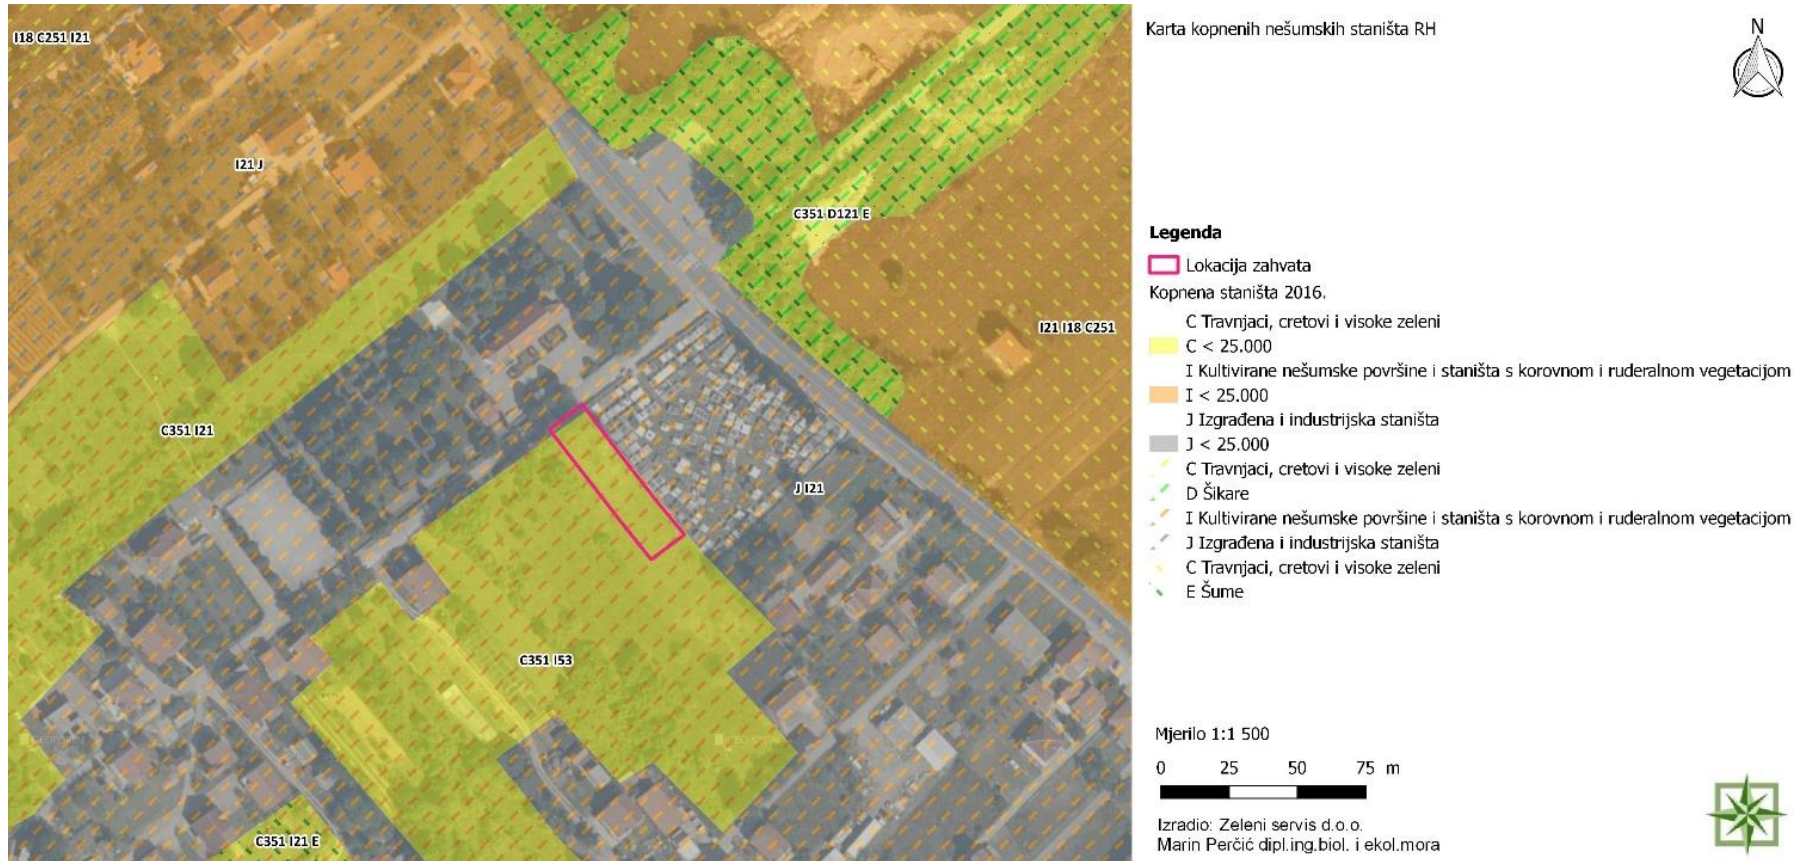 I18 C251 I21
I21 J
C351 D121 E
I21 I18 C251
C351 I21
J I21
C351 I53
C351 I21 E
Karta kopnenih nešumskih staništa RH
N
Legenda
Lokacija zahvata
Kopnena staništa 2016.
C Travnjaci, cretovi i visoke zeleni
C < 25.000
I Kultivirane nešumske površine i staništa s korovnom i ruderalnom vegetacijom
I < 25.000
J Izgrađena i industrijska staništa
J < 25.000
C Travnjaci, cretovi i visoke zeleni
D Šikare
I Kultivirane nešumske površine i staništa s korovnom i ruderalnom vegetacijom
J Izgrađena i industrijska staništa
C Travnjaci, cretovi i visoke zeleni
E Šume
Mjerilo 1:1 500
0 25 50 75 m
Izradio: Zeleni servis d.o.o.
Marin Perčić dipl.ing.biol. i ekol.mora